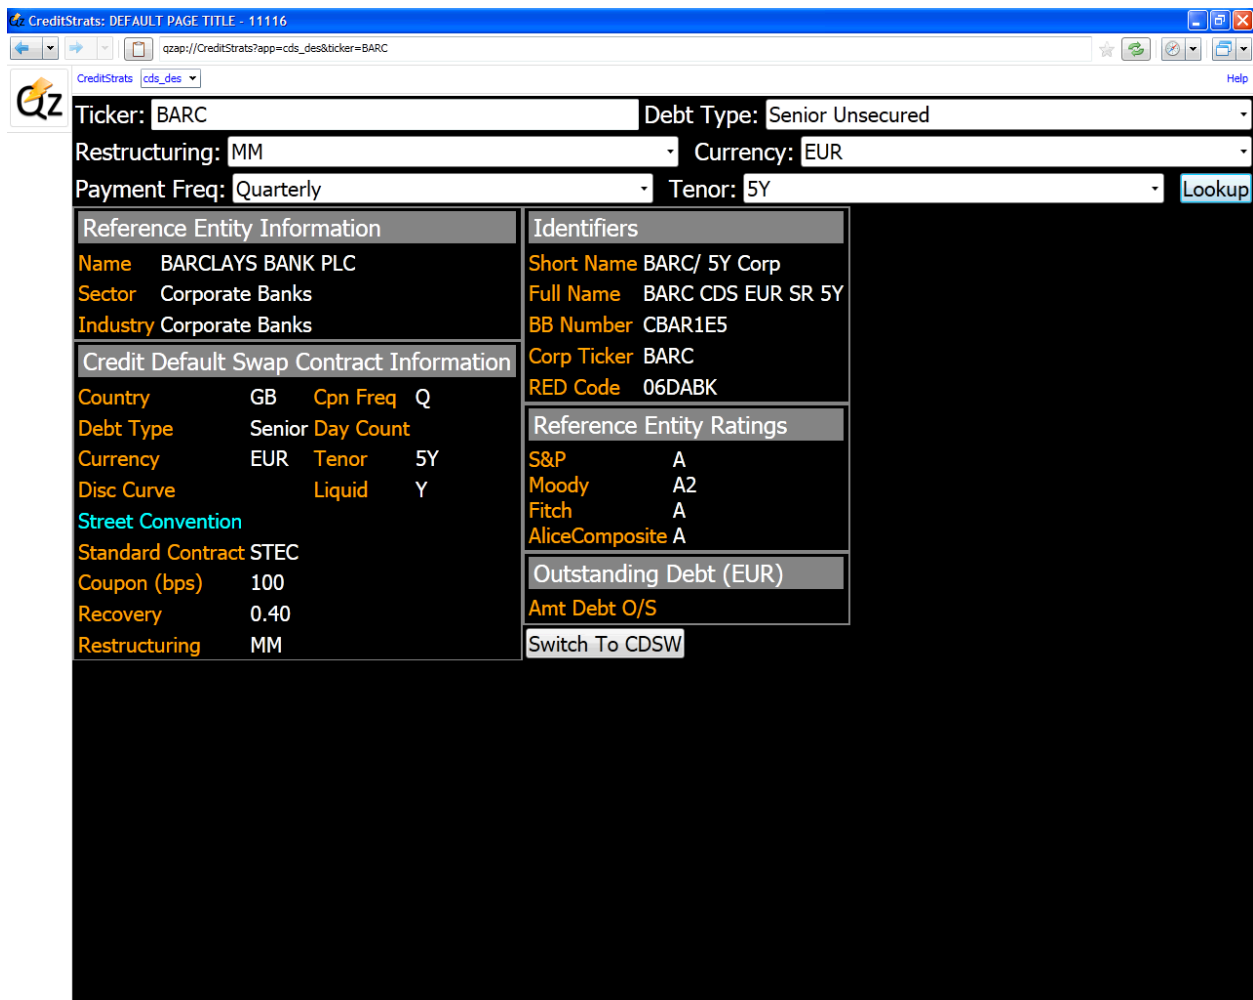 CreditStrats: DEFAULT PAGE TITLE - 11116
qzap://CreditStrats?app=cds_des&ticker=BARC
CreditStrats cds_des Help
Qz
Ticker: BARC Debt Type: Senior Unsecured
Restructuring: MM Currency: EUR
Payment Freq: Quarterly Tenor: 5Y Lookup
Reference Entity Information
Name BARCLAYS BANK PLC
Sector Corporate Banks
Industry Corporate Banks
Credit Default Swap Contract Information
Country GB Cpn Freq Q
Debt Type Senior Day Count
Currency EUR Tenor 5Y
Disc Curve Liquid Y
Street Convention
Standard Contract STEC
Coupon (bps) 100
Recovery 0.40
Restructuring MM
Identifiers
Short Name BARC/ 5Y Corp
Full Name BARC CDS EUR SR 5Y
BB Number CBAR1E5
Corp Ticker BARC
RED Code 06DABK
Reference Entity Ratings
S&P A
Moody A2
Fitch A
AliceComposite A
Outstanding Debt (EUR)
Amt Debt O/S
Switch To CDSW